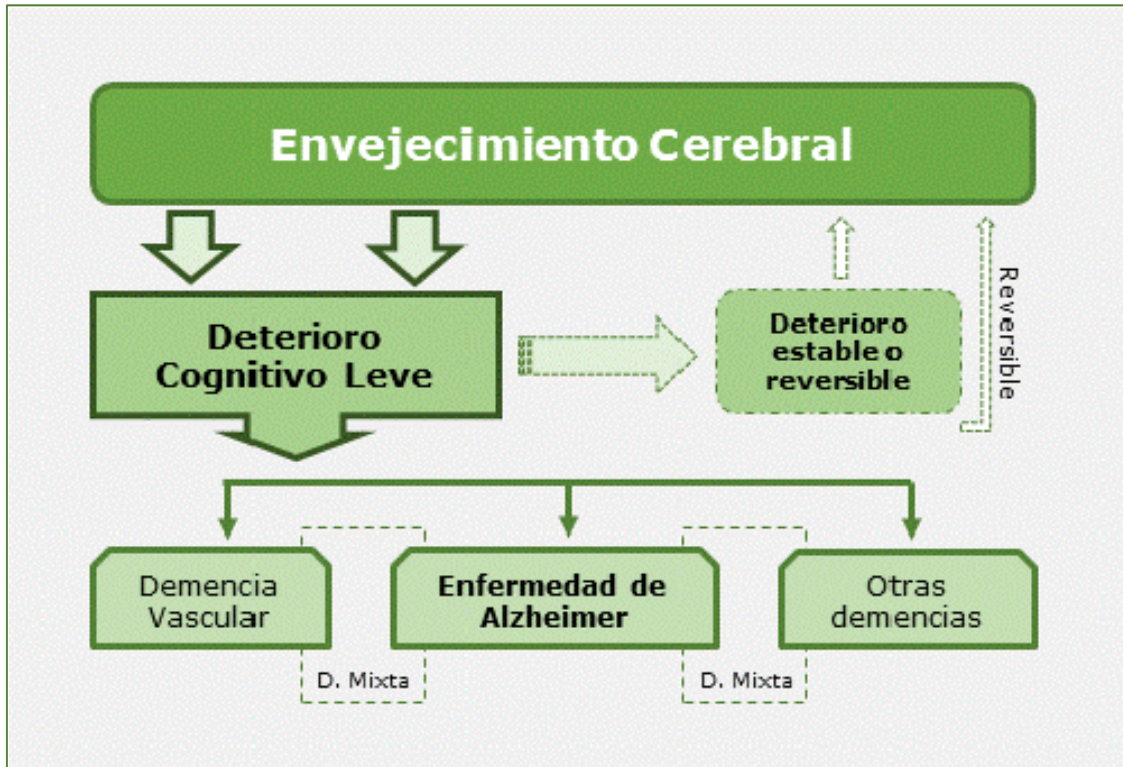 Envejecimiento Cerebral
Deterioro
Cognitivo Leve
Deterioro
estable o
reversible
Reversible
Demencia
Vascular
Enfermedad de
Alzheimer
Otras
demencias
D. Mixta
D. Mixta